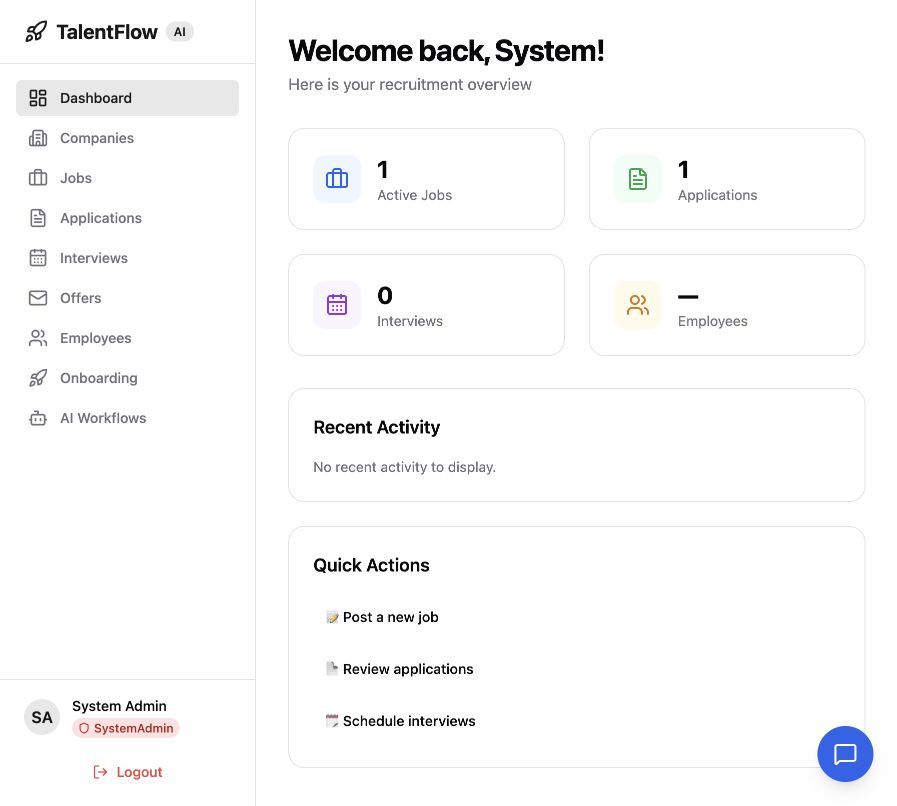 TalentFlow AI
Dashboard
Companies
Jobs
Applications
Interviews
Offers
Employees
Onboarding
AI Workflows
SA
System Admin
SystemAdmin
Logout
Welcome back, System!
Here is your recruitment overview
1
Active Jobs
1
Applications
0
Interviews
—
Employees
Recent Activity
No recent activity to display.
Quick Actions
📝 Post a new job
📄 Review applications
📅 Schedule interviews